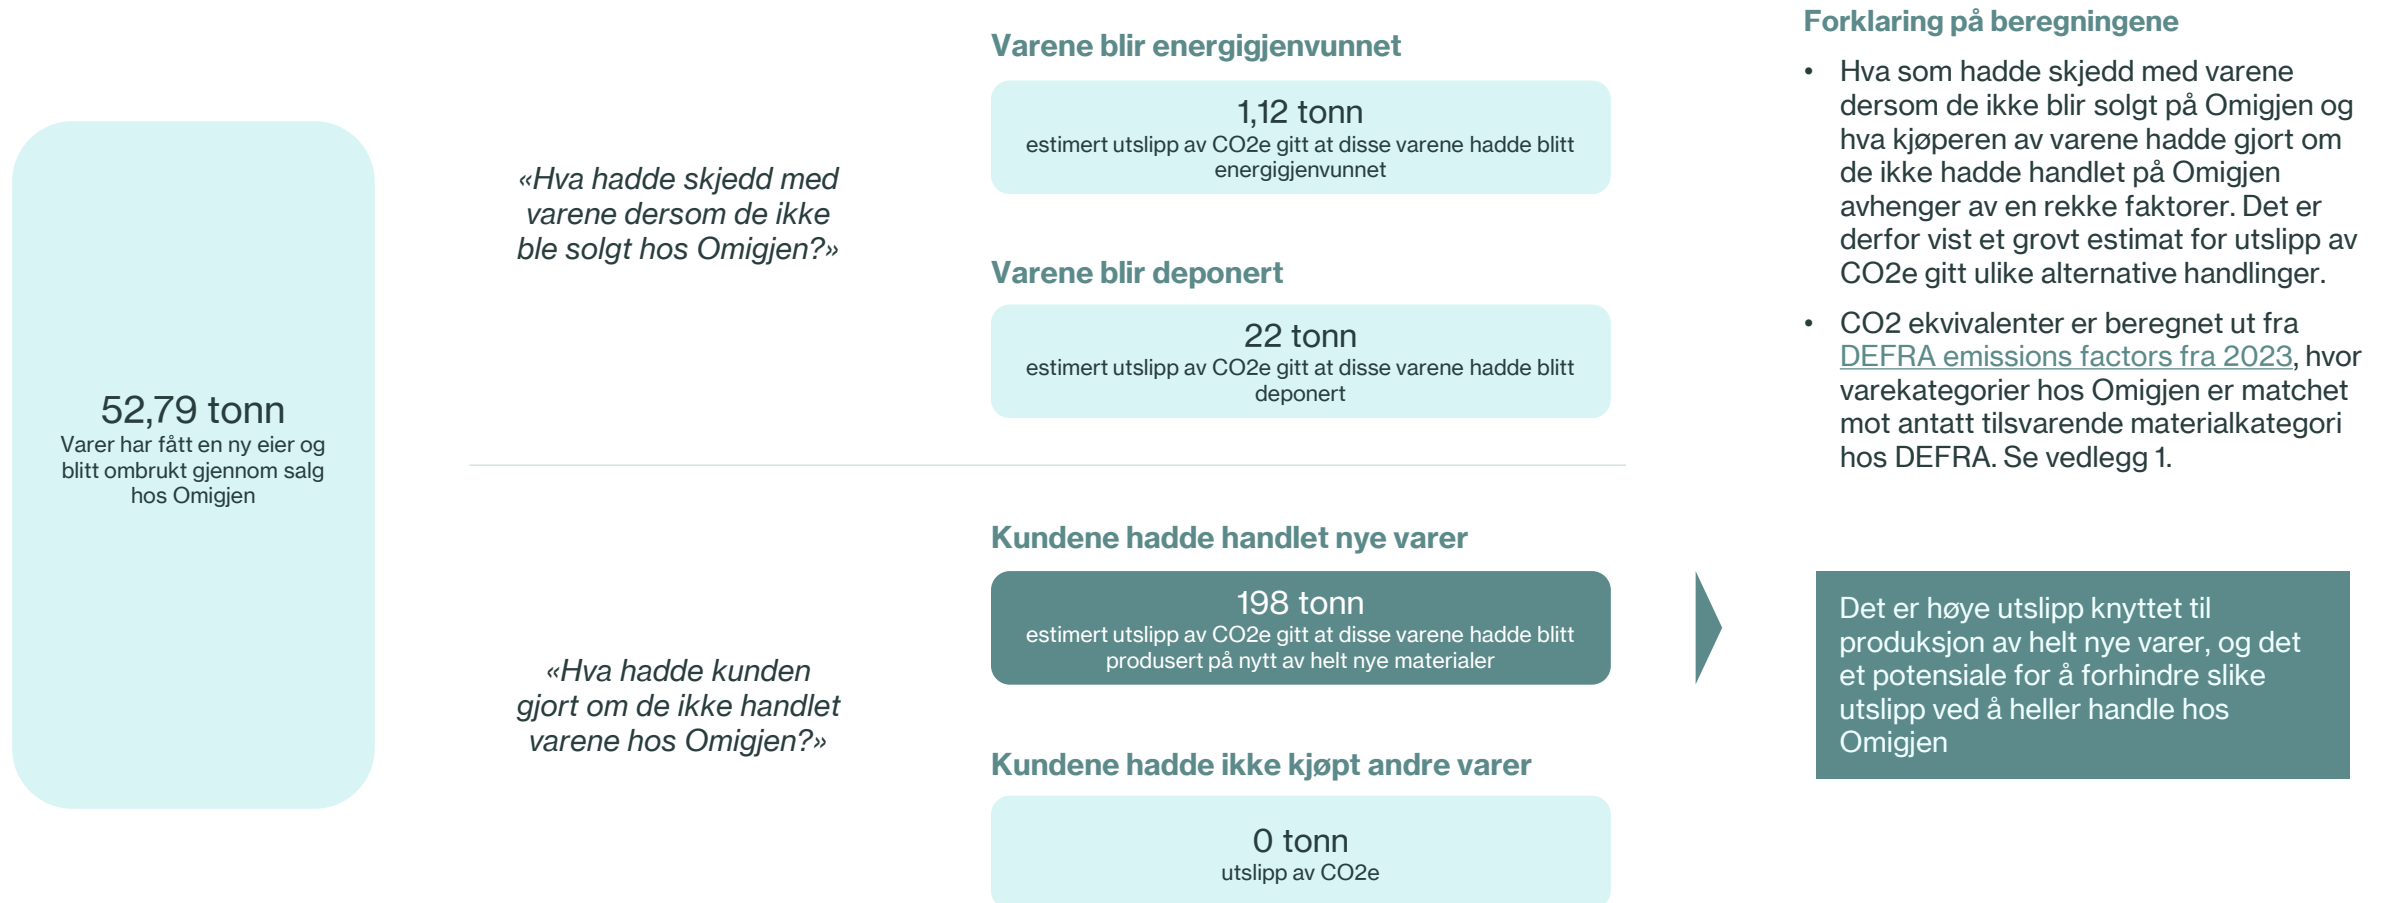 52,79 tonn
Varer har fått en ny eier og
blitt ombrukt gjennom salg
hos Omigjen
«Hva hadde skjedd med
varene dersom de ikke
ble solgt hos Omigjen?»
Varene blir energigjenvunnet
1,12 tonn
estimert utslipp av CO2e gitt at disse varene hadde blitt
energigjenvunnet
Varene blir deponert
22 tonn
estimert utslipp av CO2e gitt at disse varene hadde blitt
deponert
«Hva hadde kunden
gjort om de ikke handlet
varene hos Omigjen?»
Kundene hadde handlet nye varer
198 tonn
estimert utslipp av CO2e gitt at disse varene hadde blitt
produsert på nytt av helt nye materialer
Kundene hadde ikke kjøpt andre varer
0 tonn
utslipp av CO2e
Forklaring på beregningene
• Hva som hadde skjedd med varene
dersom de ikke blir solgt på Omigjen og
hva kjøperen av varene hadde gjort om
de ikke hadde handlet på Omigjen
avhenger av en rekke faktorer. Det er
derfor vist et grovt estimat for utslipp av
CO2e gitt ulike alternative handlinger.
• CO2 ekvivalenter er beregnet ut fra
DEFRA emissions factors fra 2023, hvor
varekategorier hos Omigjen er matchet
mot antatt tilsvarende materialkategori
hos DEFRA. Se vedlegg 1.
Det er høye utslipp knyttet til
produksjon av helt nye varer, og det
et potensiale for å forhindre slike
utslipp ved å heller handle hos
Omigjen